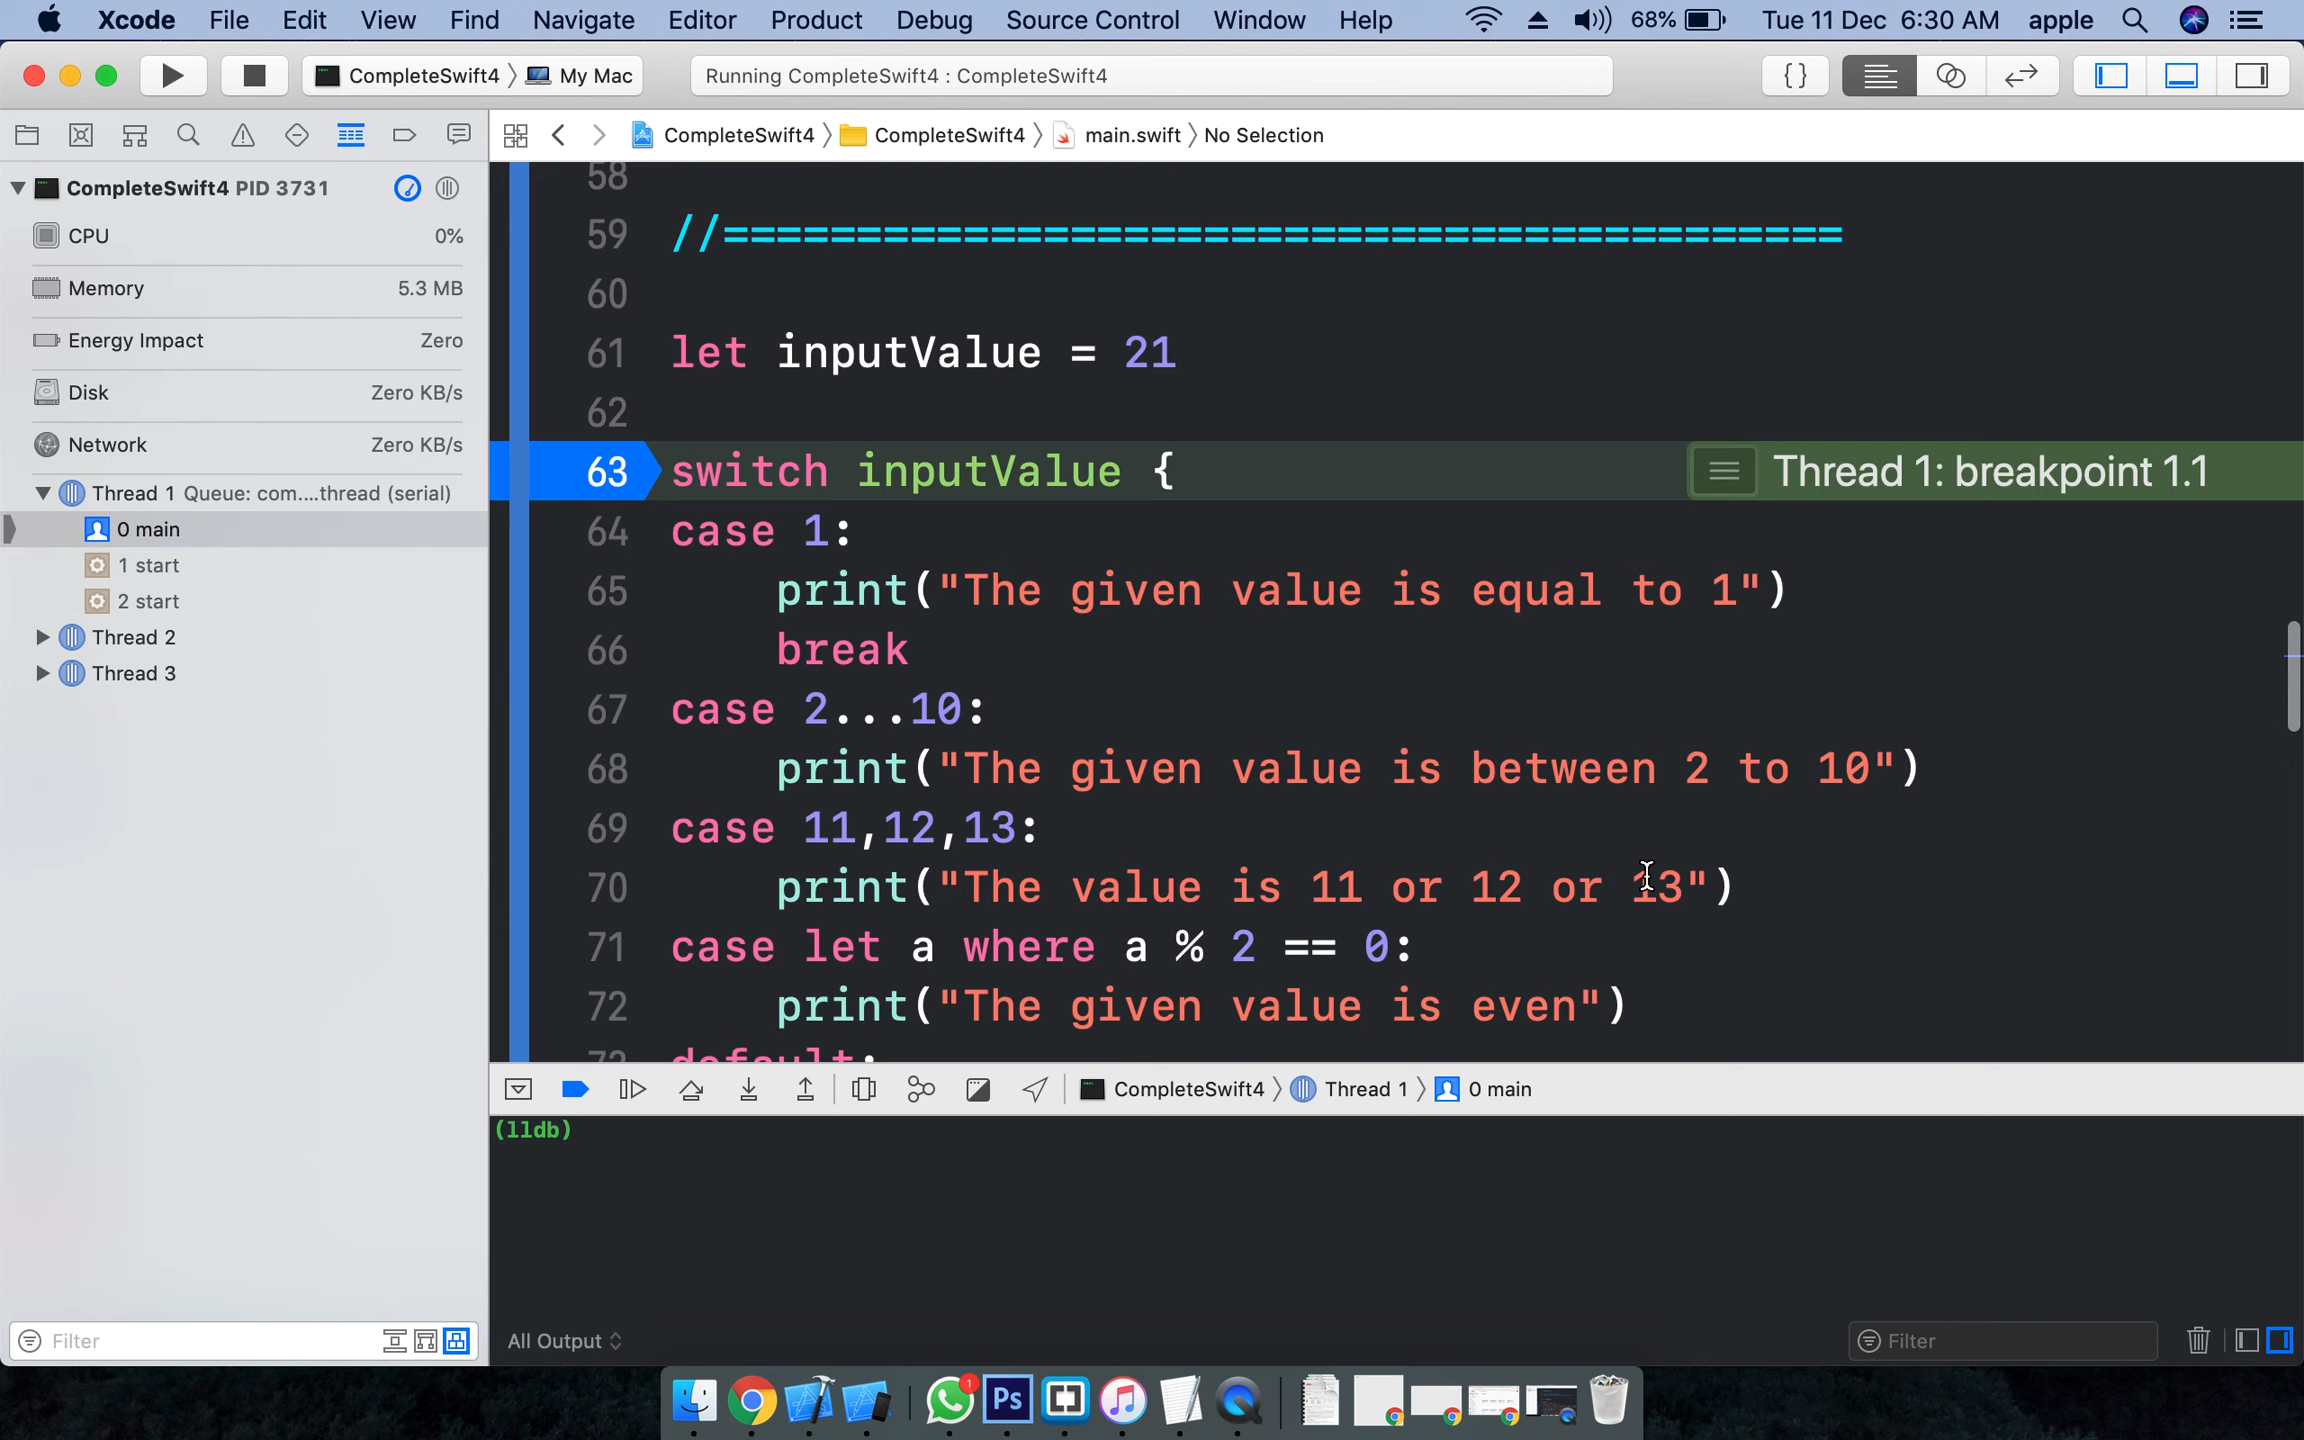 Xcode File Edit View Find Navigate Editor Product Debug Source Control Window Help 68% Tue 11 Dec 6:30 AM apple
CompleteSwift4 My Mac Running CompleteSwift4 : CompleteSwift4 {}
CompleteSwift4 CompleteSwift4 main.swift No Selection
CompleteSwift4 PID 3731
CPU 0%
Memory 5.3 MB
Energy Impact Zero
Disk Zero KB/s
Network Zero KB/s
Thread 1 Queue: com....thread (serial)
0 main
1 start
2 start
Thread 2
Thread 3
Filter
58
59 //==========================================
60
61 let inputValue = 21
62
63 switch inputValue { Thread 1: breakpoint 1.1
64 case 1:
65 print("The given value is equal to 1")
66 break
67 case 2...10:
68 print("The given value is between 2 to 10")
69 case 11,12,13:
70 print("The value is 11 or 12 or 13")
71 case let a where a % 2 == 0:
72 print("The given value is even")
73 default:
CompleteSwift4 Thread 1 0 main
(lldb)
All Output Filter
1 Ps